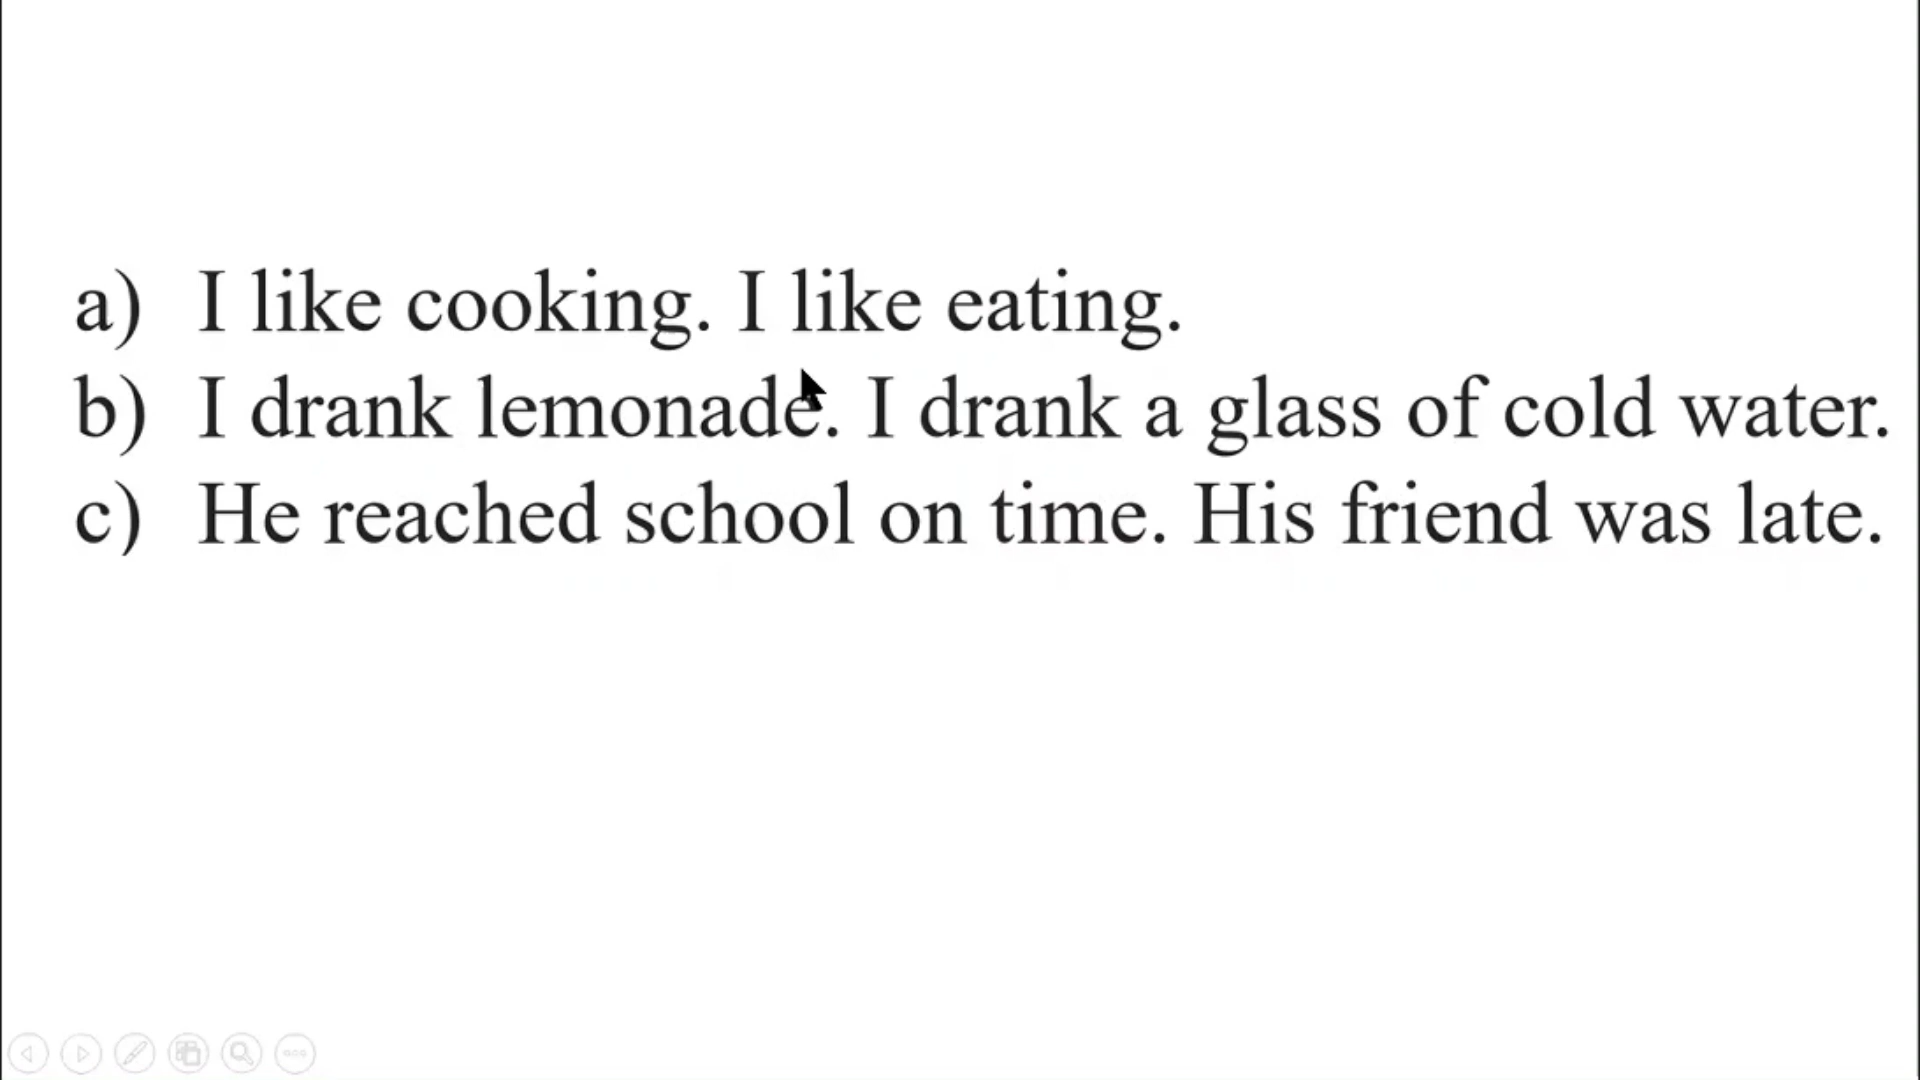 a) I like cooking. I like eating.
b) I drank lemonade. I drank a glass of cold water.
c) He reached school on time. His friend was late.